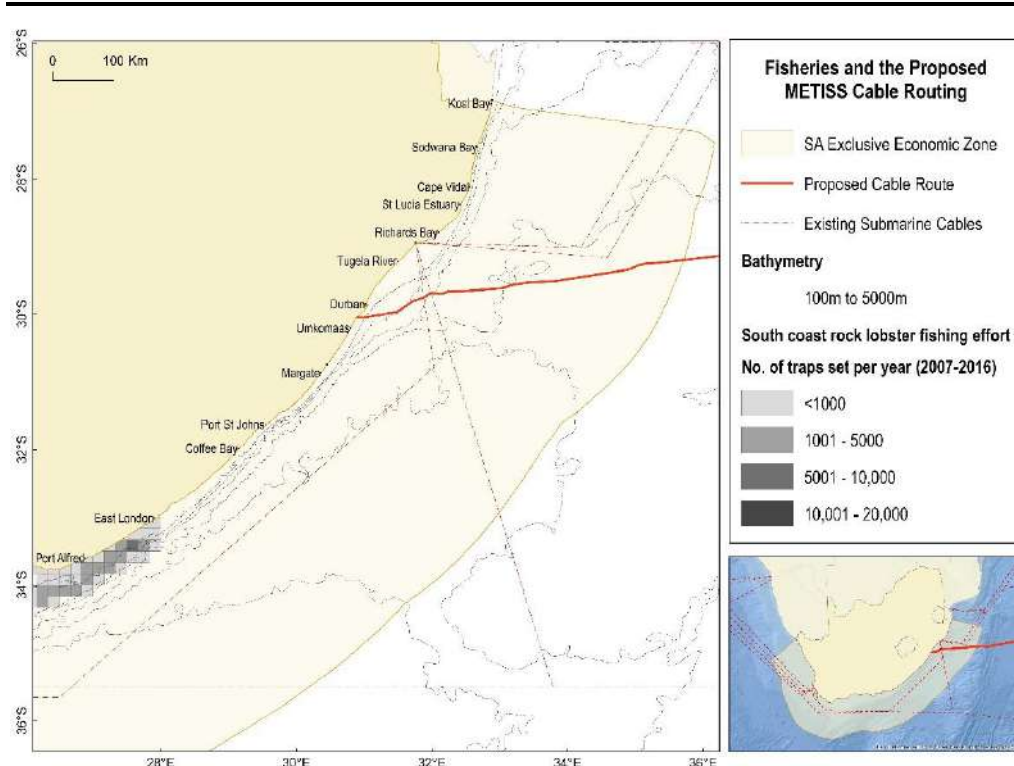 26°S
28°S
30°S
32°S
34°S
36°S
0 100 Km
Kosi Bay
Sodwana Bay
Cape Vidal
St Lucia Estuary
Richards Bay
Tugela River
Durban
Umkomaas
Margate
Port St Johns
Coffee Bay
East London
Port Alfred
28°E
30°E
32°E
34°E
36°E
Fisheries and the Proposed
METISS Cable Routing
SA Exclusive Economic Zone
Proposed Cable Route
Existing Submarine Cables
Bathymetry
100m to 5000m
South coast rock lobster fishing effort
No. of traps set per year (2007-2016)
<1000
1001 - 5000
5001 - 10,000
10,001 - 20,000